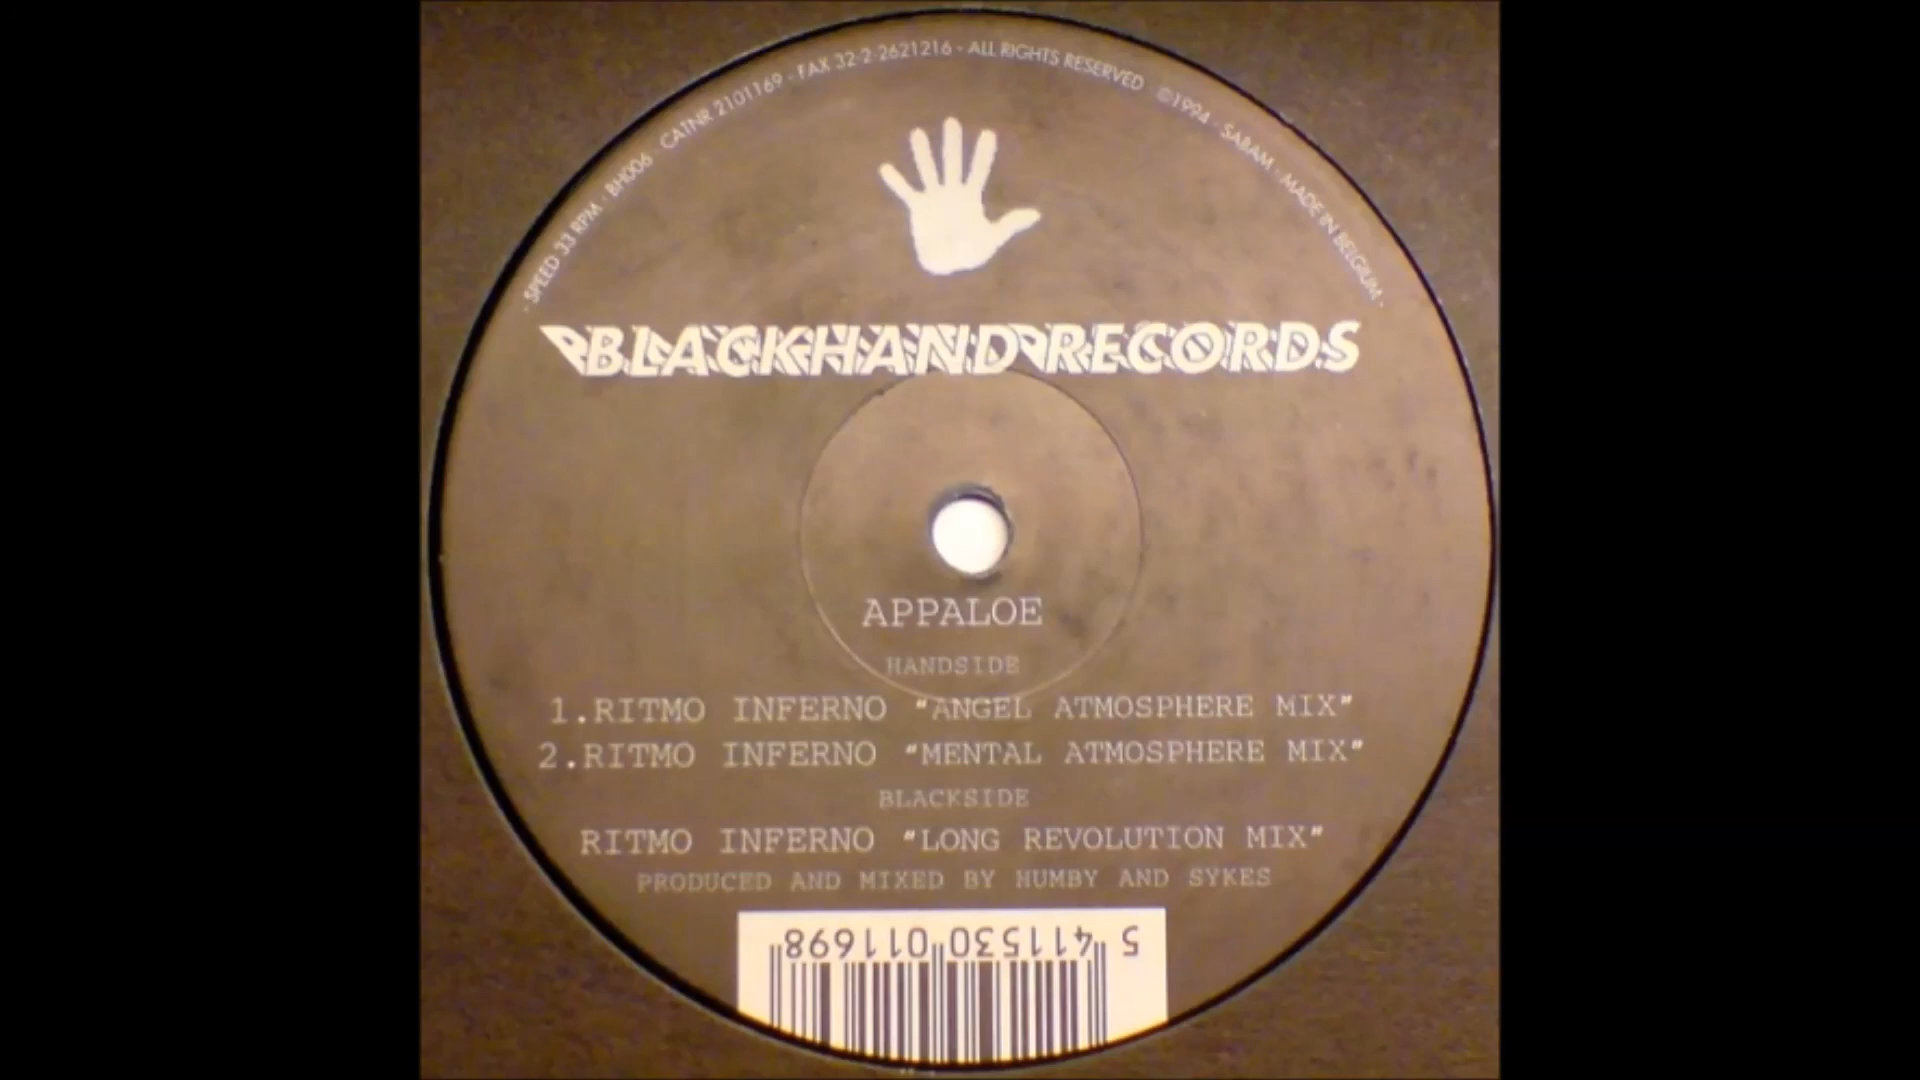 · SPEED 33 RPM · BH006 · CATNR 2101169 - FAX 32-2-2621216 - ALL RIGHTS RESERVED ©1994 · SABAM · MADE IN BELGIUM ·
BLACKHAND RECORDS
APPALOE
HANDSIDE
1.RITMO INFERNO "ANGEL ATMOSPHERE MIX"
2.RITMO INFERNO "MENTAL ATMOSPHERE MIX"
BLACKSIDE
RITMO INFERNO "LONG REVOLUTION MIX"
PRODUCED AND MIXED BY HUMBY AND SYKES
5 411530 011698